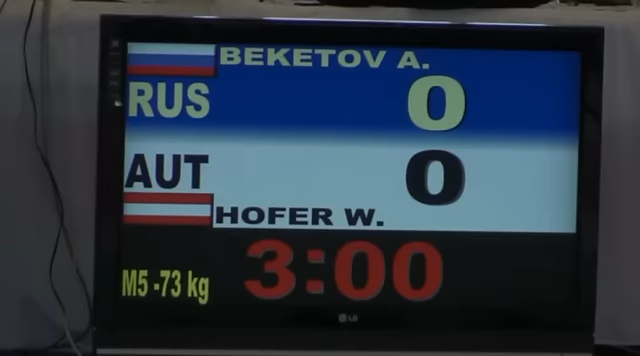 BEKETOV A.
RUS 0
AUT 0
HOFER W.
M5 -73 kg 3:00
LG